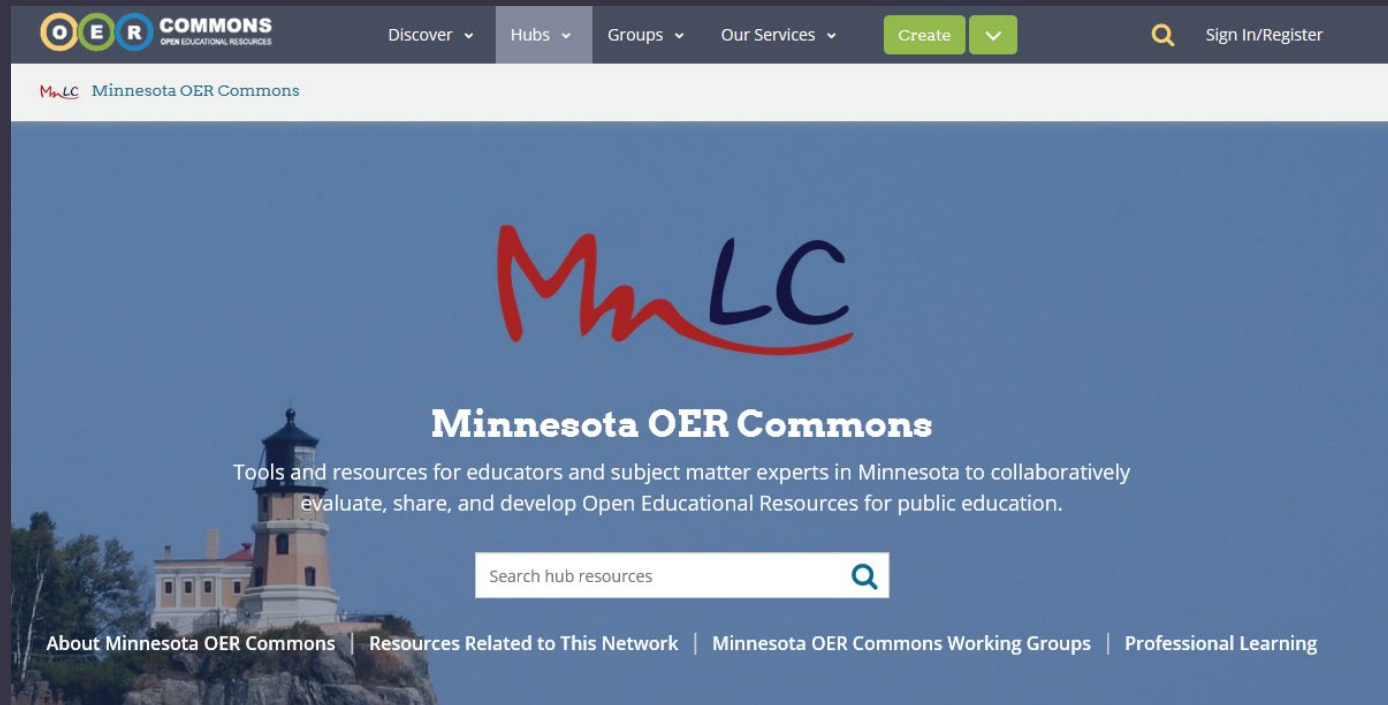 OER COMMONS
OPEN EDUCATIONAL RESOURCES
Discover Hubs Groups Our Services Create Sign In/Register
MnLC Minnesota OER Commons
MnLC
Minnesota OER Commons
Tools and resources for educators and subject matter experts in Minnesota to collaboratively
evaluate, share, and develop Open Educational Resources for public education.
Search hub resources
About Minnesota OER Commons | Resources Related to This Network | Minnesota OER Commons Working Groups | Professional Learning